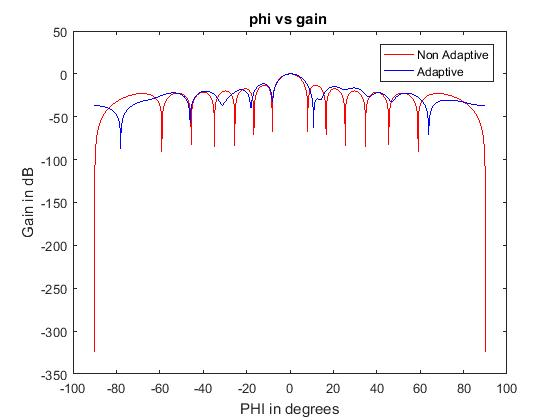 phi vs gain
Non Adaptive
Adaptive
50
0
-50
-100
-150
-200
-250
-300
-350
Gain in dB
-100 -80 -60 -40 -20 0 20 40 60 80 100
PHI in degrees